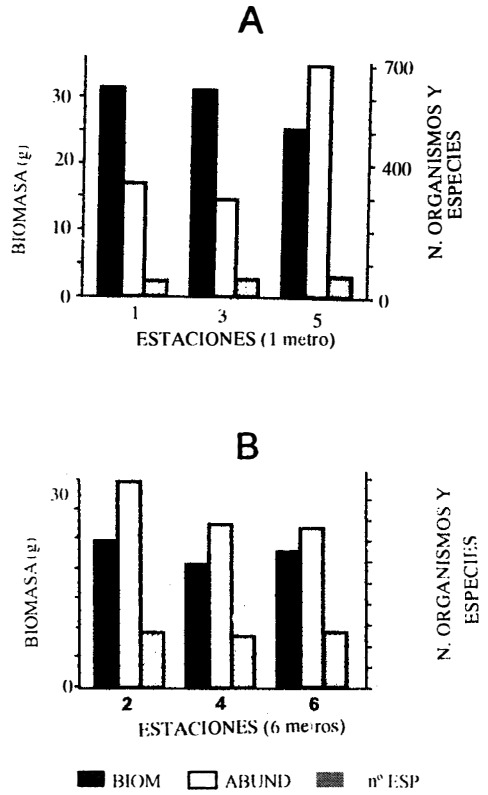 A
30
20
10
0
BIOMASA (g)
700
400
0
N. ORGANISMOS Y
ESPECIES
1 3 5
ESTACIONES (1 metro)
B
30
0
BIOMASA (g)
N. ORGANISMOS Y
ESPECIES
2 4 6
ESTACIONES (6 metros)
BIOM ABUND nº ESP